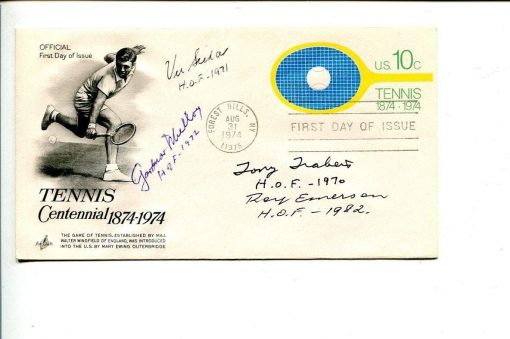 OFFICIAL
First Day of Issue
Vic Seixas
H.O.F.-1971
Gardnar Mulloy
H.O.F-1972
FOREST HILLS, NY
AUG
31
1974
11375
U.S. 10c
TENNIS
1874-1974
FIRST DAY OF ISSUE
Tony Trabert
H.O.F.-1970
Roy Emerson
H.O.F.-1982.
TENNIS
Centennial 1874-1974
THE GAME OF TENNIS, ESTABLISHED BY MAJ.
WALTER WINGFIELD OF ENGLAND, WAS INTRODUCED
INTO THE U.S. BY MARY EWING OUTERBRIDGE